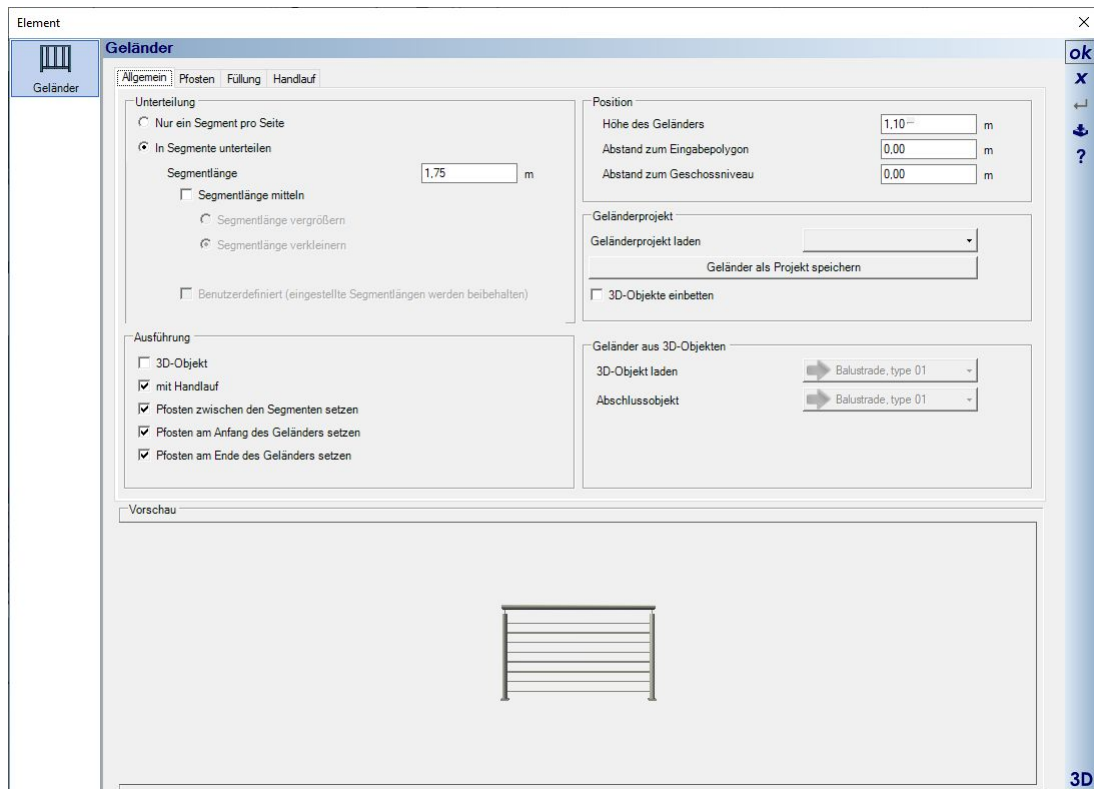 Element
Geländer
Geländer
Allgemein Pfosten Füllung Handlauf
Unterteilung
Nur ein Segment pro Seite
In Segmente unterteilen
Segmentlänge 1,75 m
Segmentlänge mitteln
Segmentlänge vergrößern
Segmentlänge verkleinern
Benutzerdefiniert (eingestellte Segmentlängen werden beibehalten)
Position
Höhe des Geländers 1,10 m
Abstand zum Eingabepolygon 0,00 m
Abstand zum Geschossniveau 0,00 m
Geländerprojekt
Geländerprojekt laden
Geländer als Projekt speichern
3D-Objekte einbetten
Ausführung
3D-Objekt
mit Handlauf
Pfosten zwischen den Segmenten setzen
Pfosten am Anfang des Geländers setzen
Pfosten am Ende des Geländers setzen
Geländer aus 3D-Objekten
3D-Objekt laden Balustrade, type 01
Abschlussobjekt Balustrade, type 01
Vorschau
ok
x
?
3D